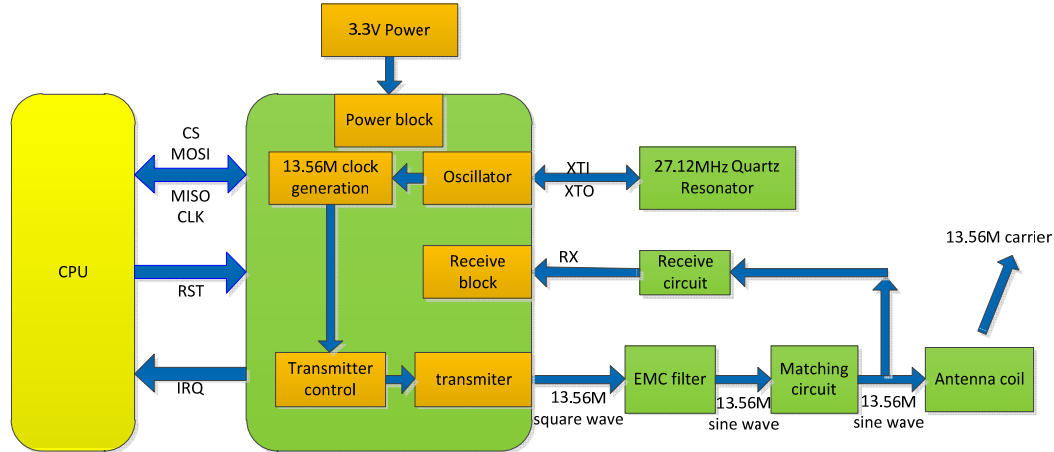 3.3V Power
Power block
CS
MOSI
MISO
CLK
13.56M clock
generation
Oscillator
XTI
XTO
27.12MHz Quartz
Resonator
13.56M carrier
CPU
RST
Receive
block
RX
Receive
circuit
IRQ
Transmitter
control
transmiter
13.56M
square wave
EMC filter
13.56M
sine wave
Matching
circuit
13.56M
sine wave
Antenna coil